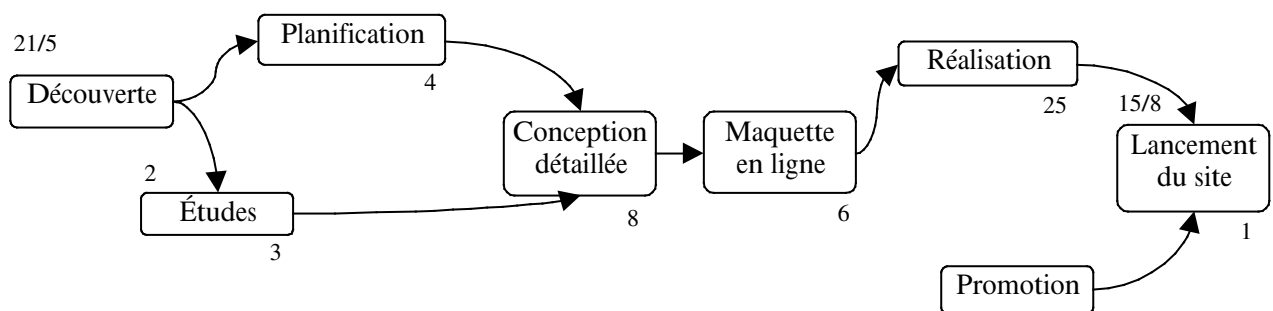 21/5
Découverte
Planification
4
2
Études
3
Conception
détaillée
8
Maquette
en ligne
6
Réalisation
25
15/8
Lancement
du site
1
Promotion